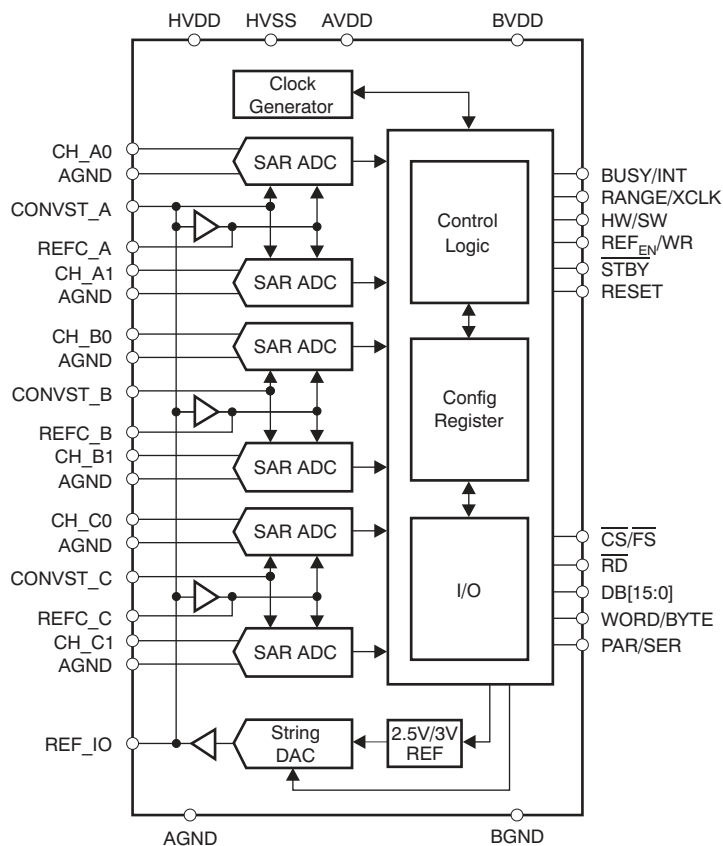 HVDD HVSS AVDD BVDD
Clock
Generator
CH_A0
AGND
CONVST_A
REFC_A
CH_A1
AGND
CH_B0
AGND
CONVST_B
REFC_B
CH_B1
AGND
CH_C0
AGND
CONVST_C
REFC_C
CH_C1
AGND
REF_IO
SAR ADC
SAR ADC
SAR ADC
SAR ADC
SAR ADC
SAR ADC
String
DAC
2.5V/3V
REF
Control
Logic
Config
Register
I/O
BUSY/INT
RANGE/XCLK
HW/SW
REF_EN/WR
STBY
RESET
CS/FS
RD
DB[15:0]
WORD/BYTE
PAR/SER
AGND BGND